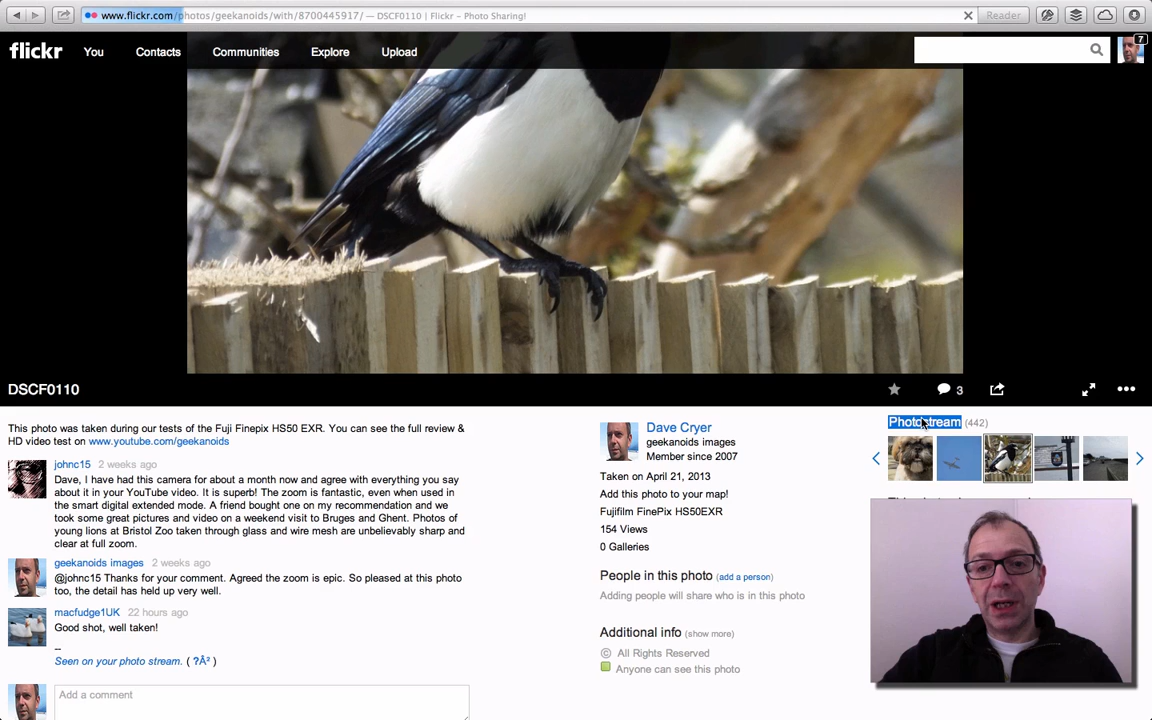 www.flickr.com/photos/geekanoids/with/8700445917/ — DSCF0110 | Flickr – Photo Sharing!
Reader
flickr You Contacts Communities Explore Upload
7
DSCF0110
3
This photo was taken during our tests of the Fuji Finepix HS50 EXR. You can see the full review &
HD video test on www.youtube.com/geekanoids
johnc15 2 weeks ago
Dave, I have had this camera for about a month now and agree with everything you say
about it in your YouTube video. It is superb! The zoom is fantastic, even when used in
the smart digital extended mode. A friend bought one on my recommendation and we
took some great pictures and video on a weekend visit to Bruges and Ghent. Photos of
young lions at Bristol Zoo taken through glass and wire mesh are unbelievably sharp and
clear at full zoom.
geekanoids images 2 weeks ago
@johnc15 Thanks for your comment. Agreed the zoom is epic. So pleased at this photo
too, the detail has held up very well.
macfudge1UK 22 hours ago
Good shot, well taken!
--
Seen on your photo stream. ( ?Â² )
Add a comment
Dave Cryer
geekanoids images
Member since 2007
Taken on April 21, 2013
Add this photo to your map!
Fujifilm FinePix HS50EXR
154 Views
0 Galleries
People in this photo (add a person)
Adding people will share who is in this photo
Additional info (show more)
© All Rights Reserved
Anyone can see this photo
Photostream (442)